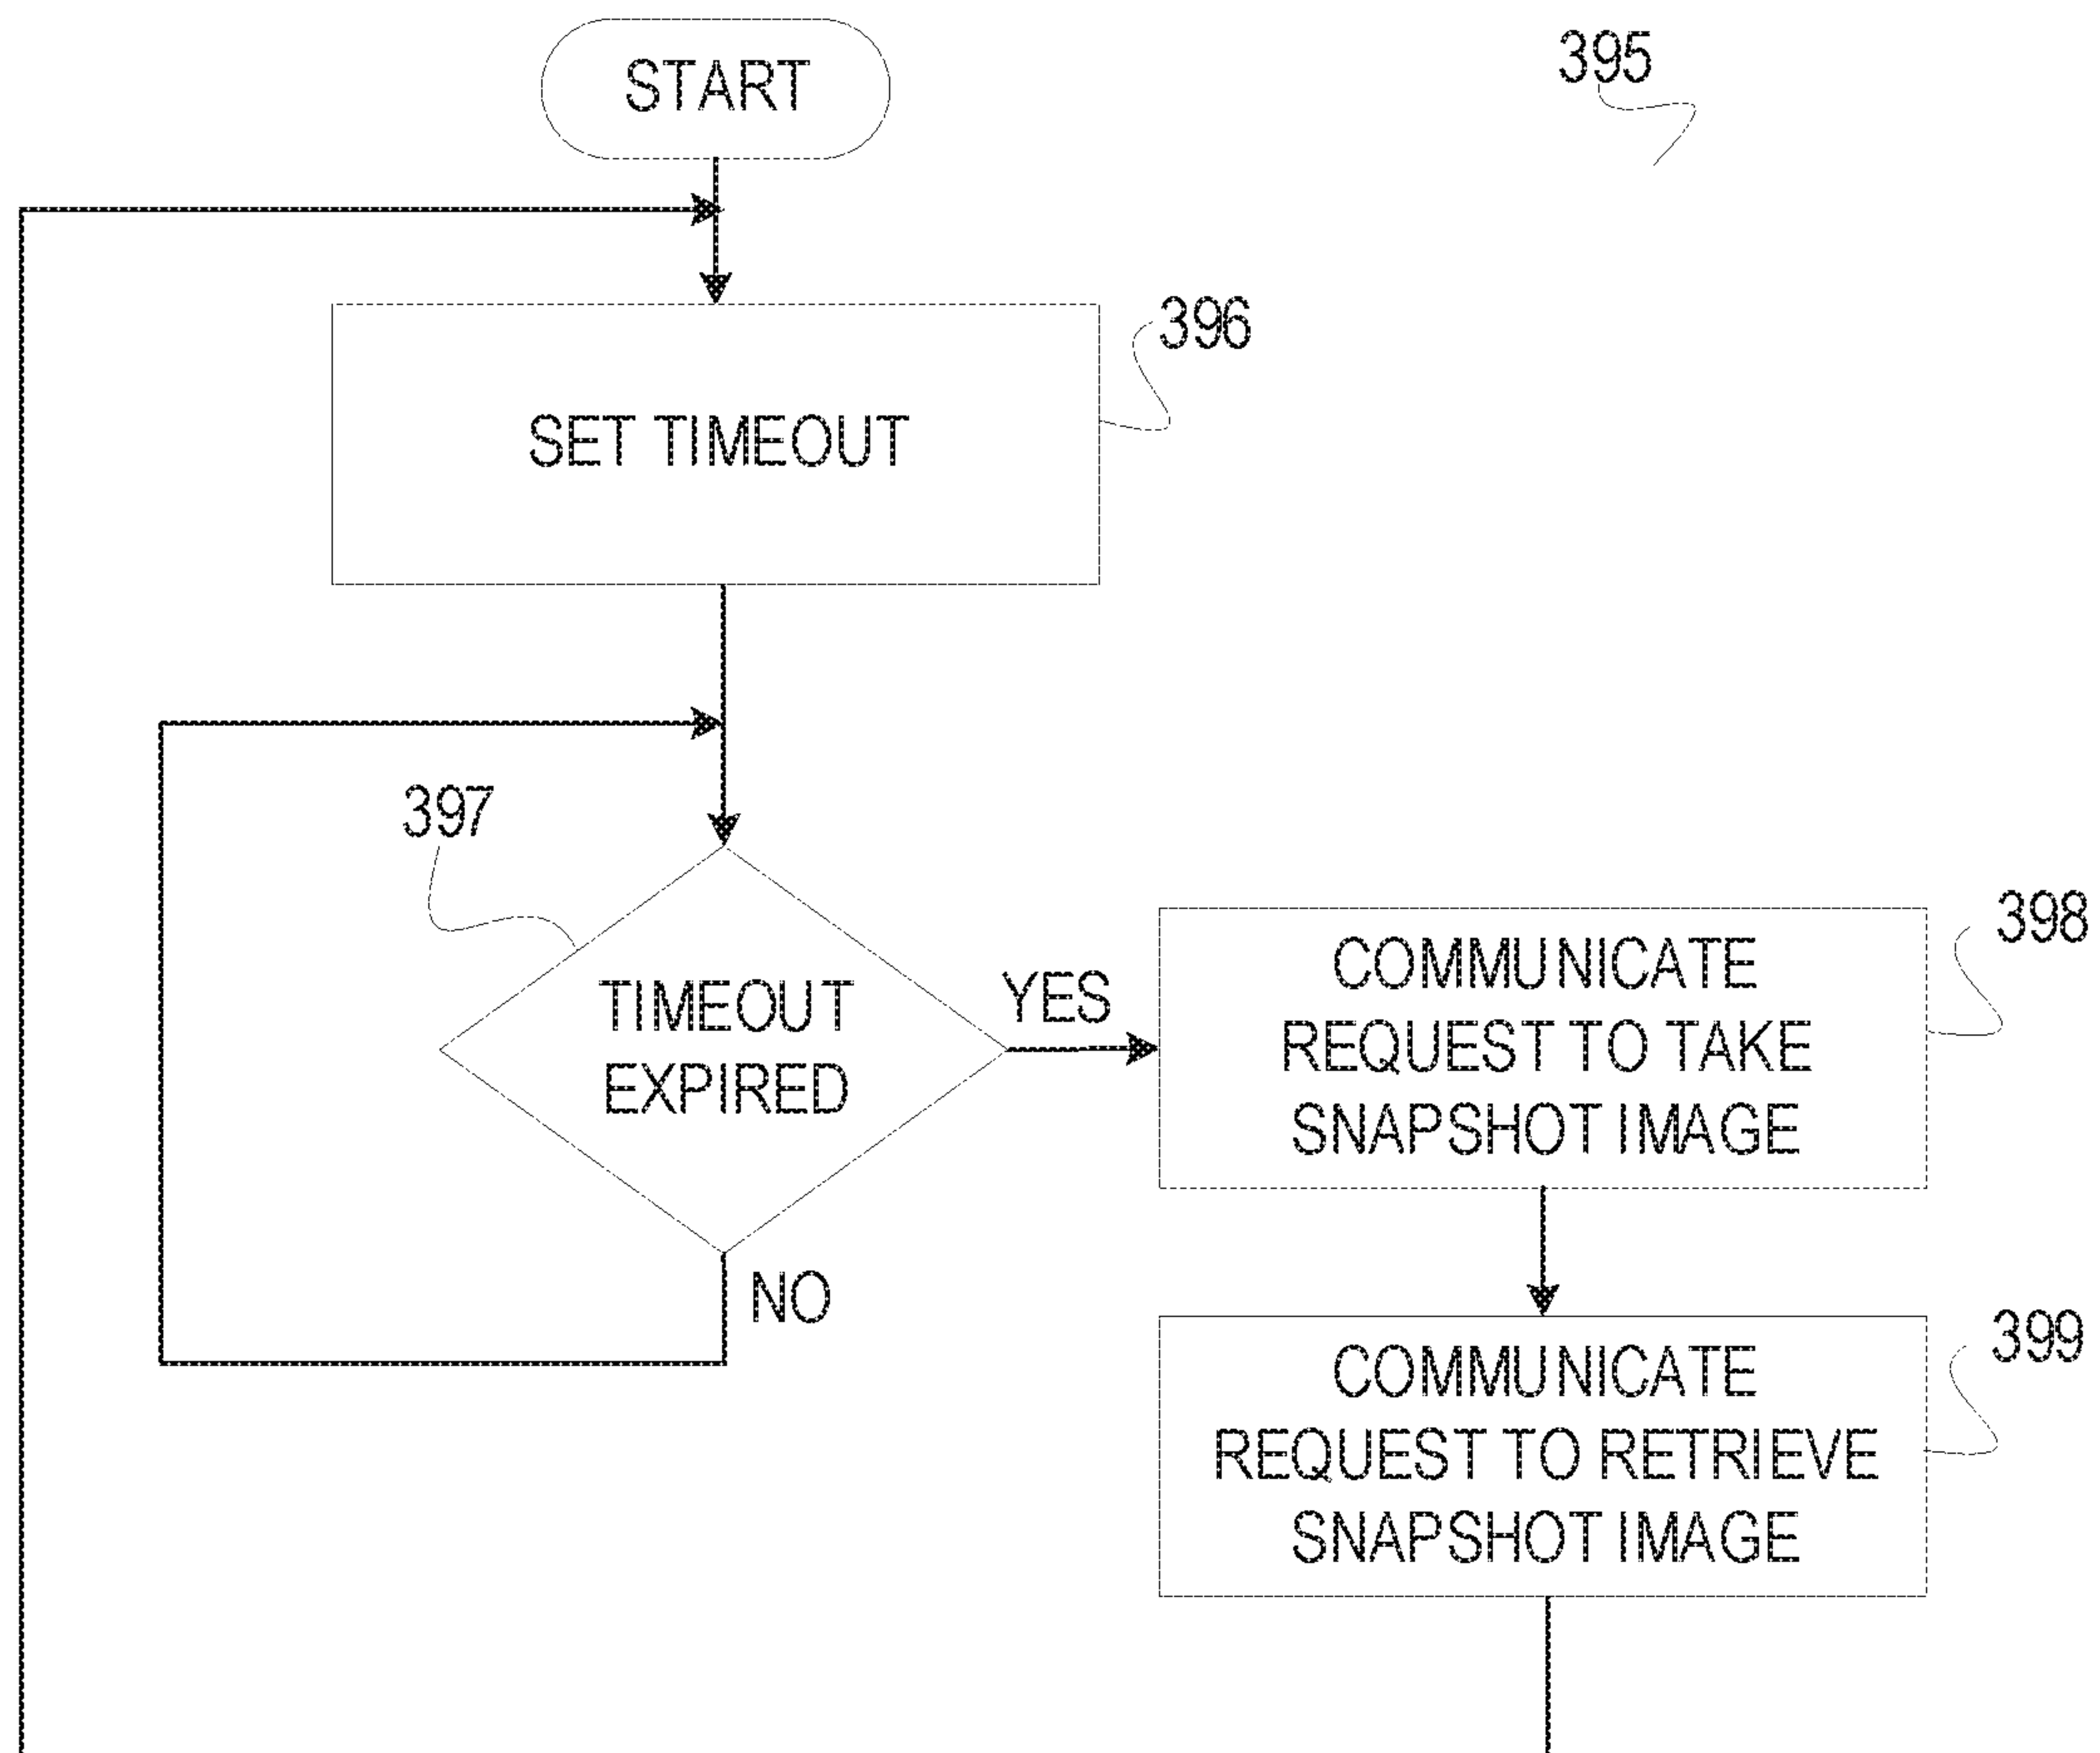 START
395
396
SET TIMEOUT
397
TIMEOUT
EXPIRED
YES
NO
398
COMMUNICATE
REQUEST TO TAKE
SNAPSHOT IMAGE
399
COMMUNICATE
REQUEST TO RETRIEVE
SNAPSHOT IMAGE